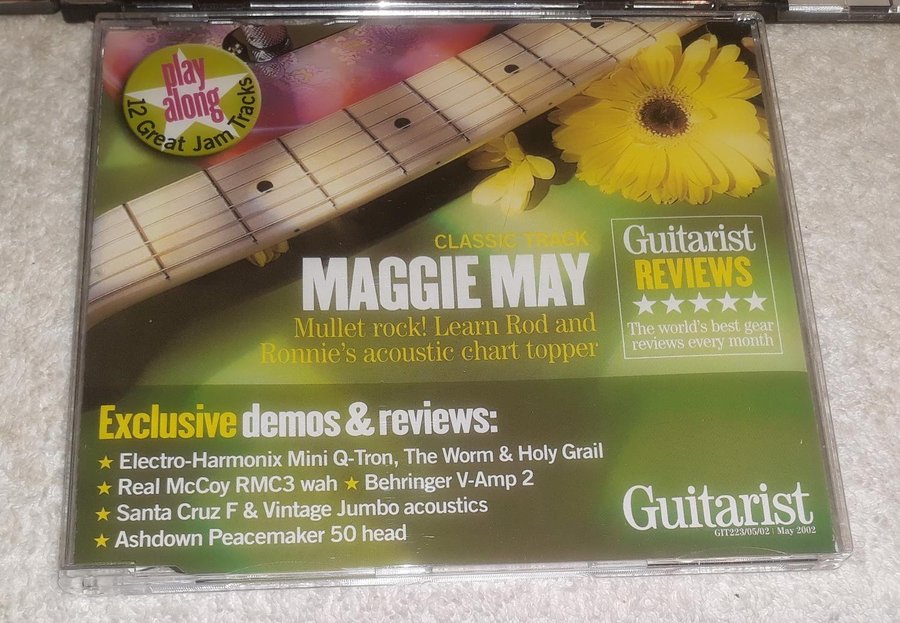 play
along
12 Great Jam Tracks
CLASSIC TRACK
MAGGIE MAY
Mullet rock! Learn Rod and
Ronnie's acoustic chart topper
Guitarist
REVIEWS
The world's best gear
reviews every month
Exclusive demos & reviews:
★ Electro-Harmonix Mini Q-Tron, The Worm & Holy Grail
★ Real McCoy RMC3 wah ★ Behringer V-Amp 2
★ Santa Cruz F & Vintage Jumbo acoustics
★ Ashdown Peacemaker 50 head
Guitarist
GIT223/05/02 | May 2002